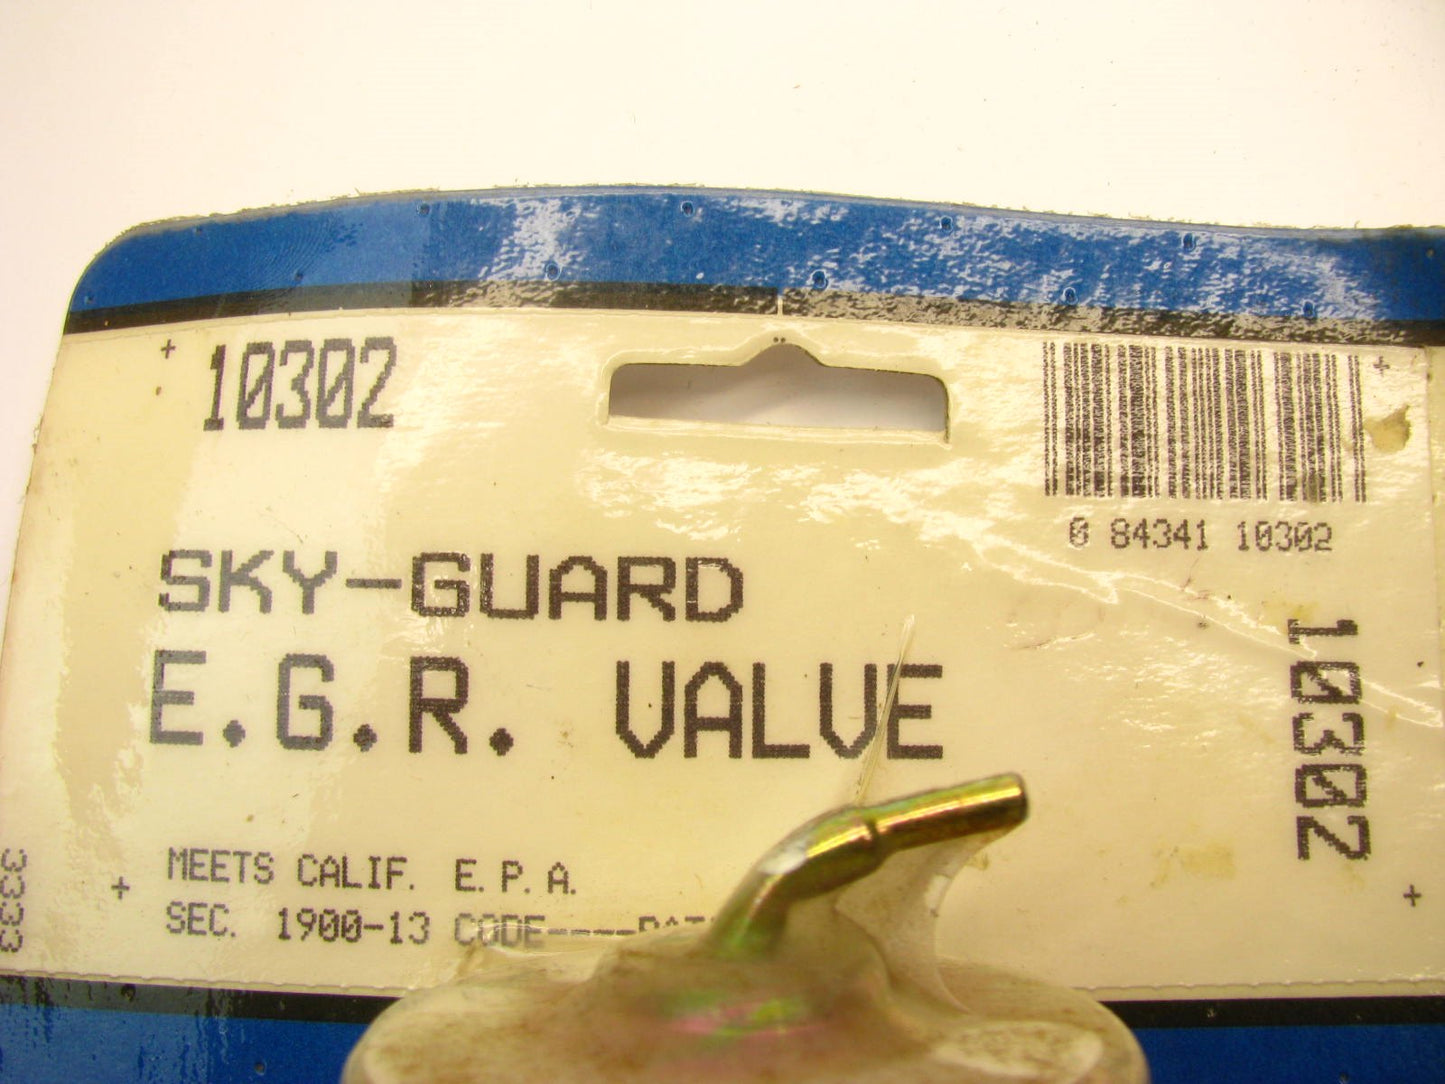 10302
0 84341 10302
SKY-GUARD
E.G.R. VALVE
10302
MEETS CALIF. E.P.A.
SEC. 1900-13 CODE----
3333